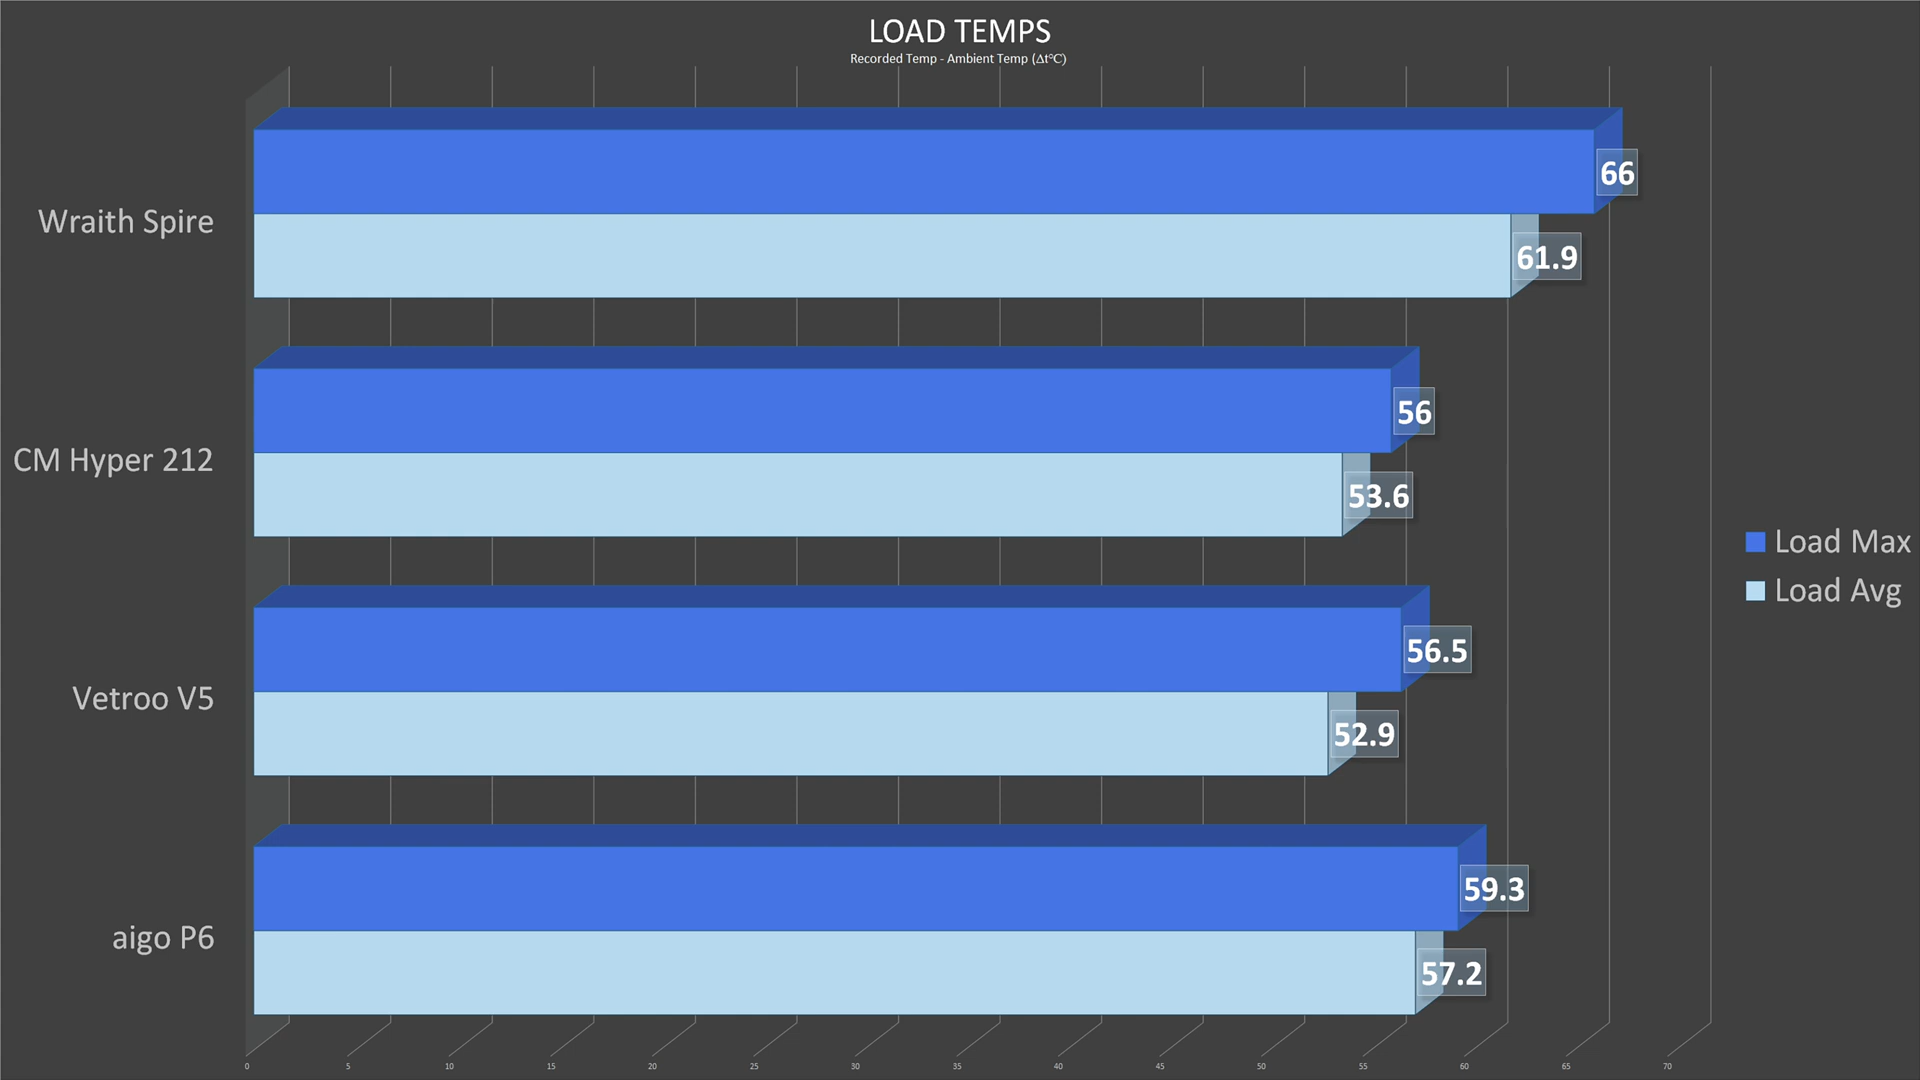 LOAD TEMPS
Recorded Temp - Ambient Temp (Δt°C)
Wraith Spire
66
61.9
CM Hyper 212
56
53.6
Vetroo V5
56.5
52.9
aigo P6
59.3
57.2
Load Max
Load Avg
0 5 10 15 20 25 30 35 40 45 50 55 60 65 70